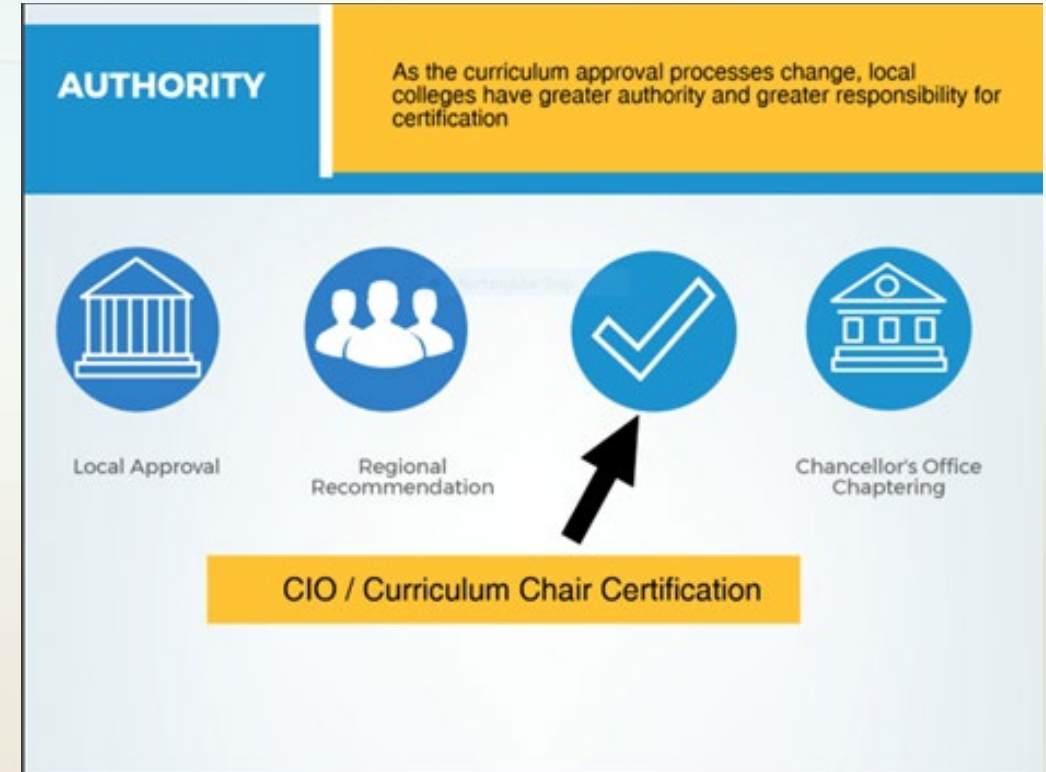 AUTHORITY
As the curriculum approval processes change, local
colleges have greater authority and greater responsibility for
certification
Local Approval
Regional
Recommendation
Chancellor's Office
Chaptering
CIO / Curriculum Chair Certification